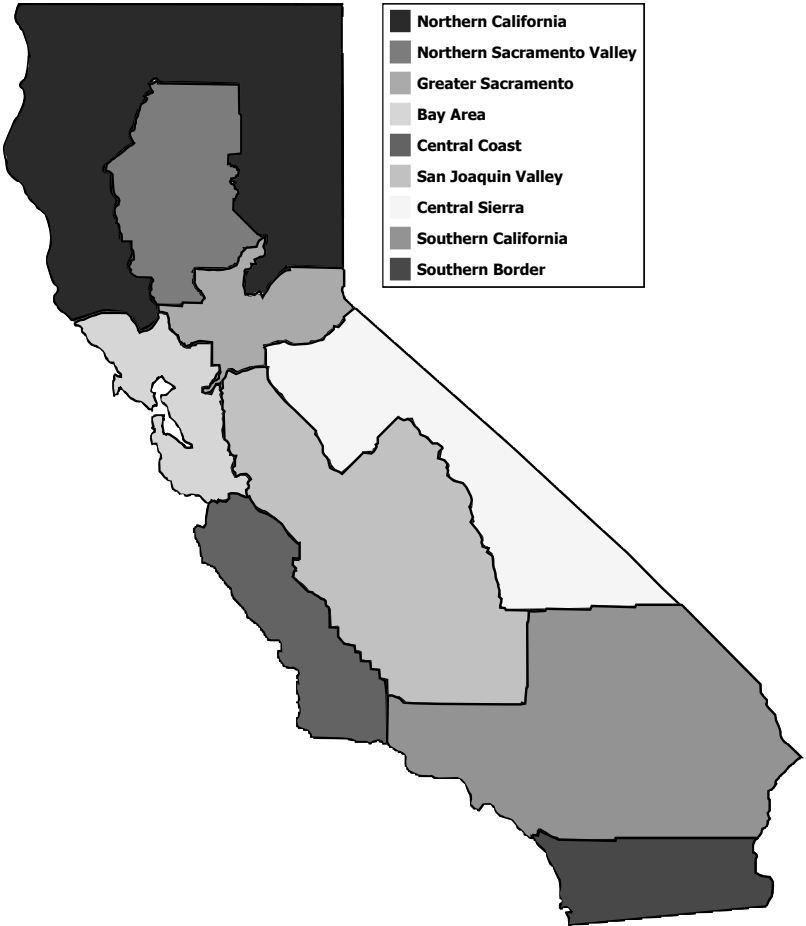 Northern California
Northern Sacramento Valley
Greater Sacramento
Bay Area
Central Coast
San Joaquin Valley
Central Sierra
Southern California
Southern Border